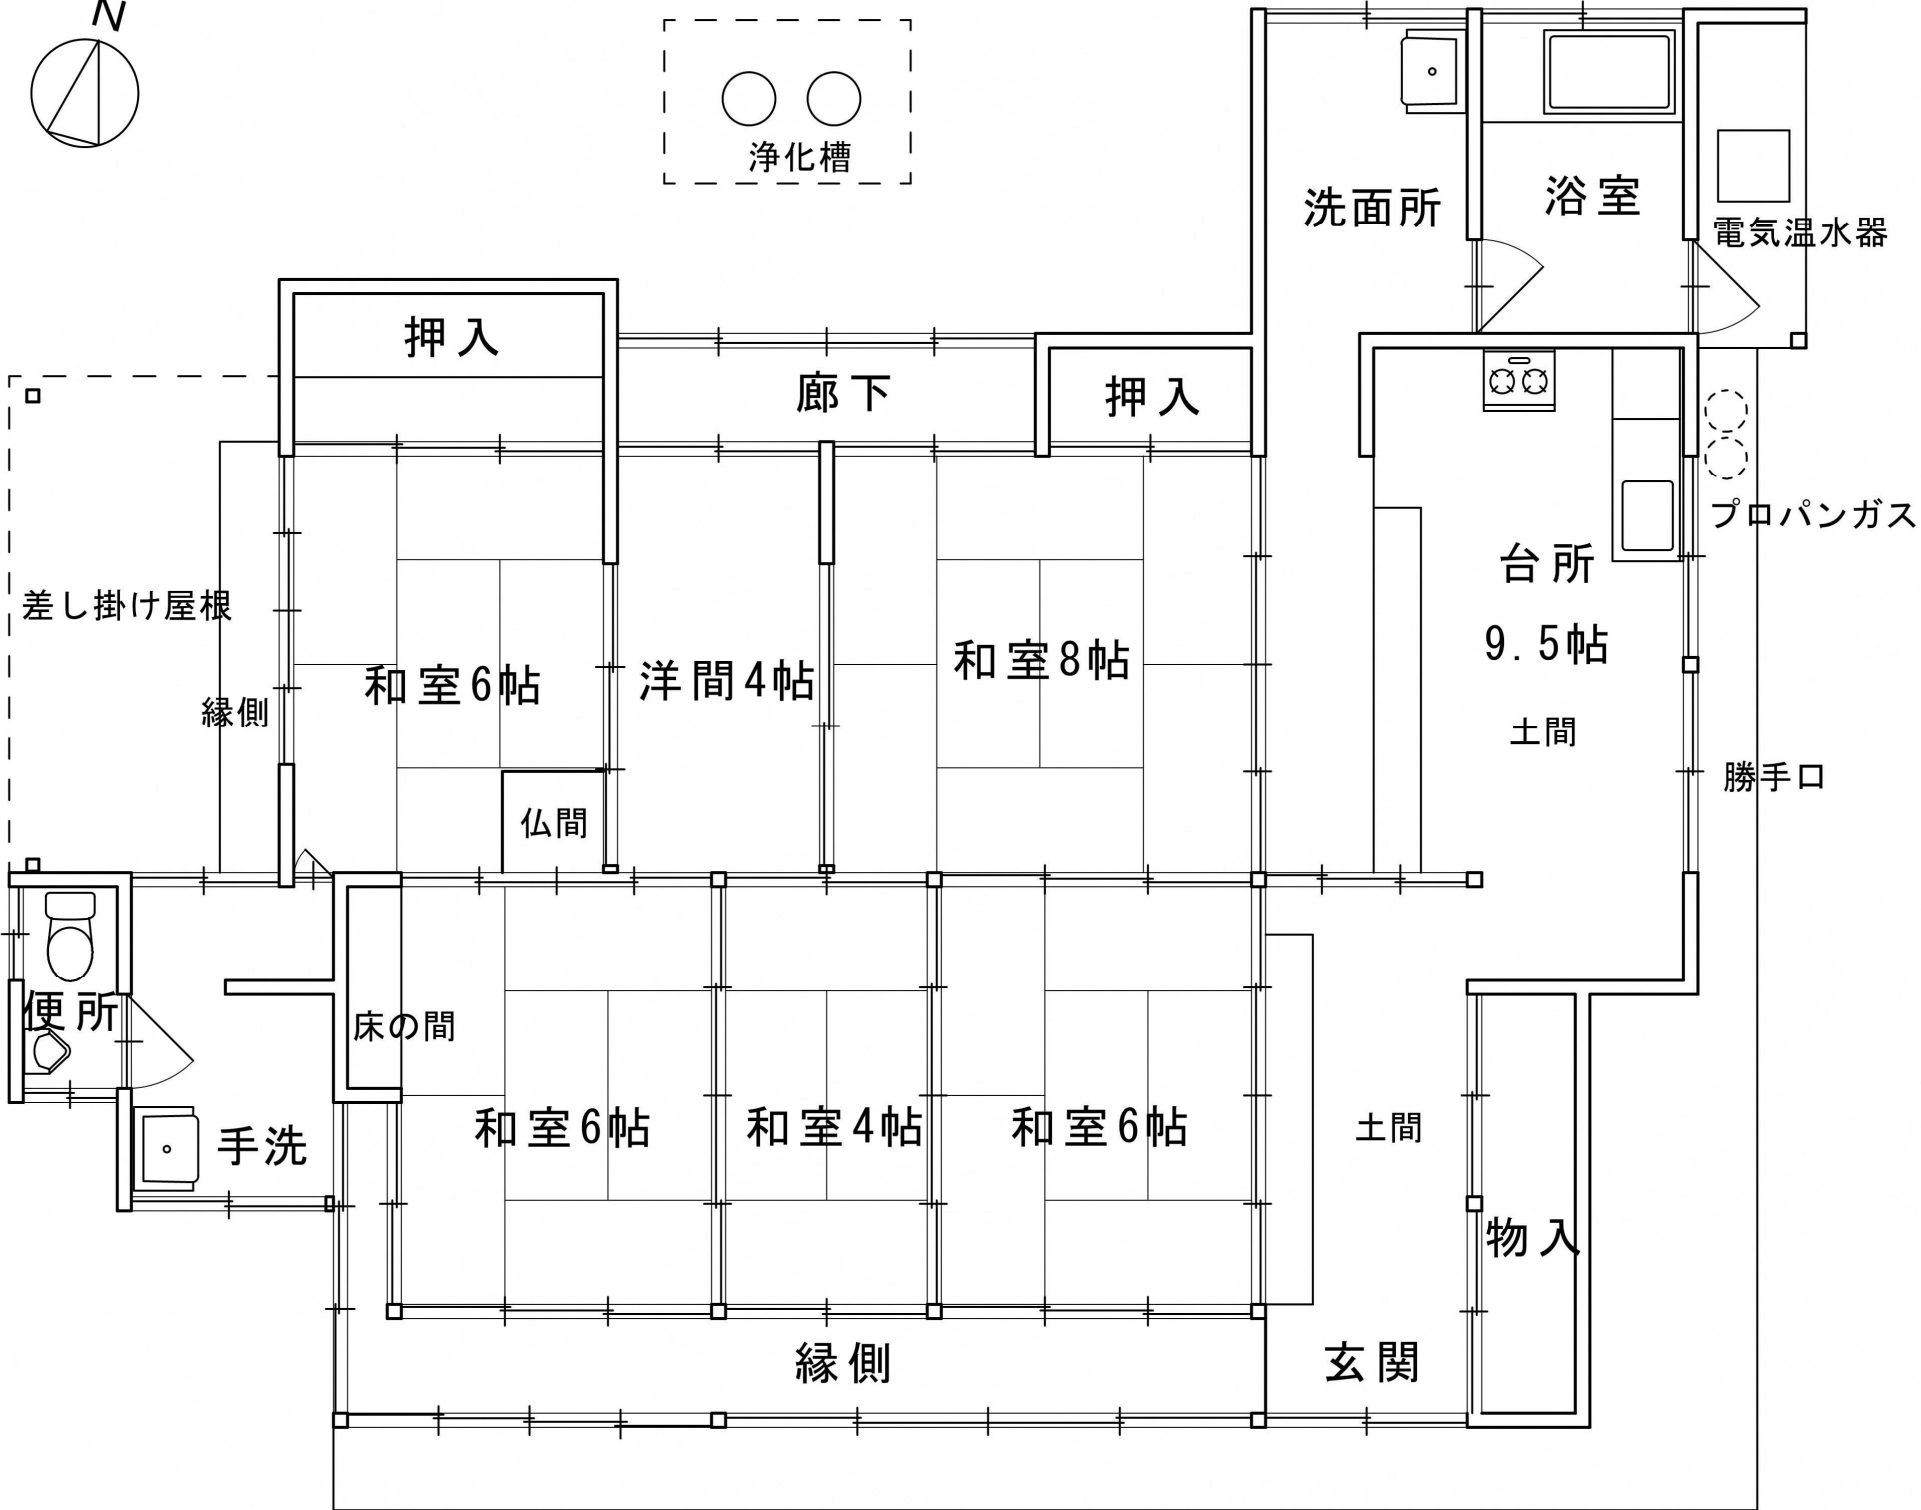 N
浄化槽
洗面所
浴室
電気温水器
押入
廊下
押入
プロパンガス
台所
9.5帖
差し掛け屋根
縁側
和室6帖
洋間4帖
和室8帖
土間
勝手口
仏間
便所
床の間
手洗
和室6帖
和室4帖
和室6帖
土間
物入
縁側
玄関